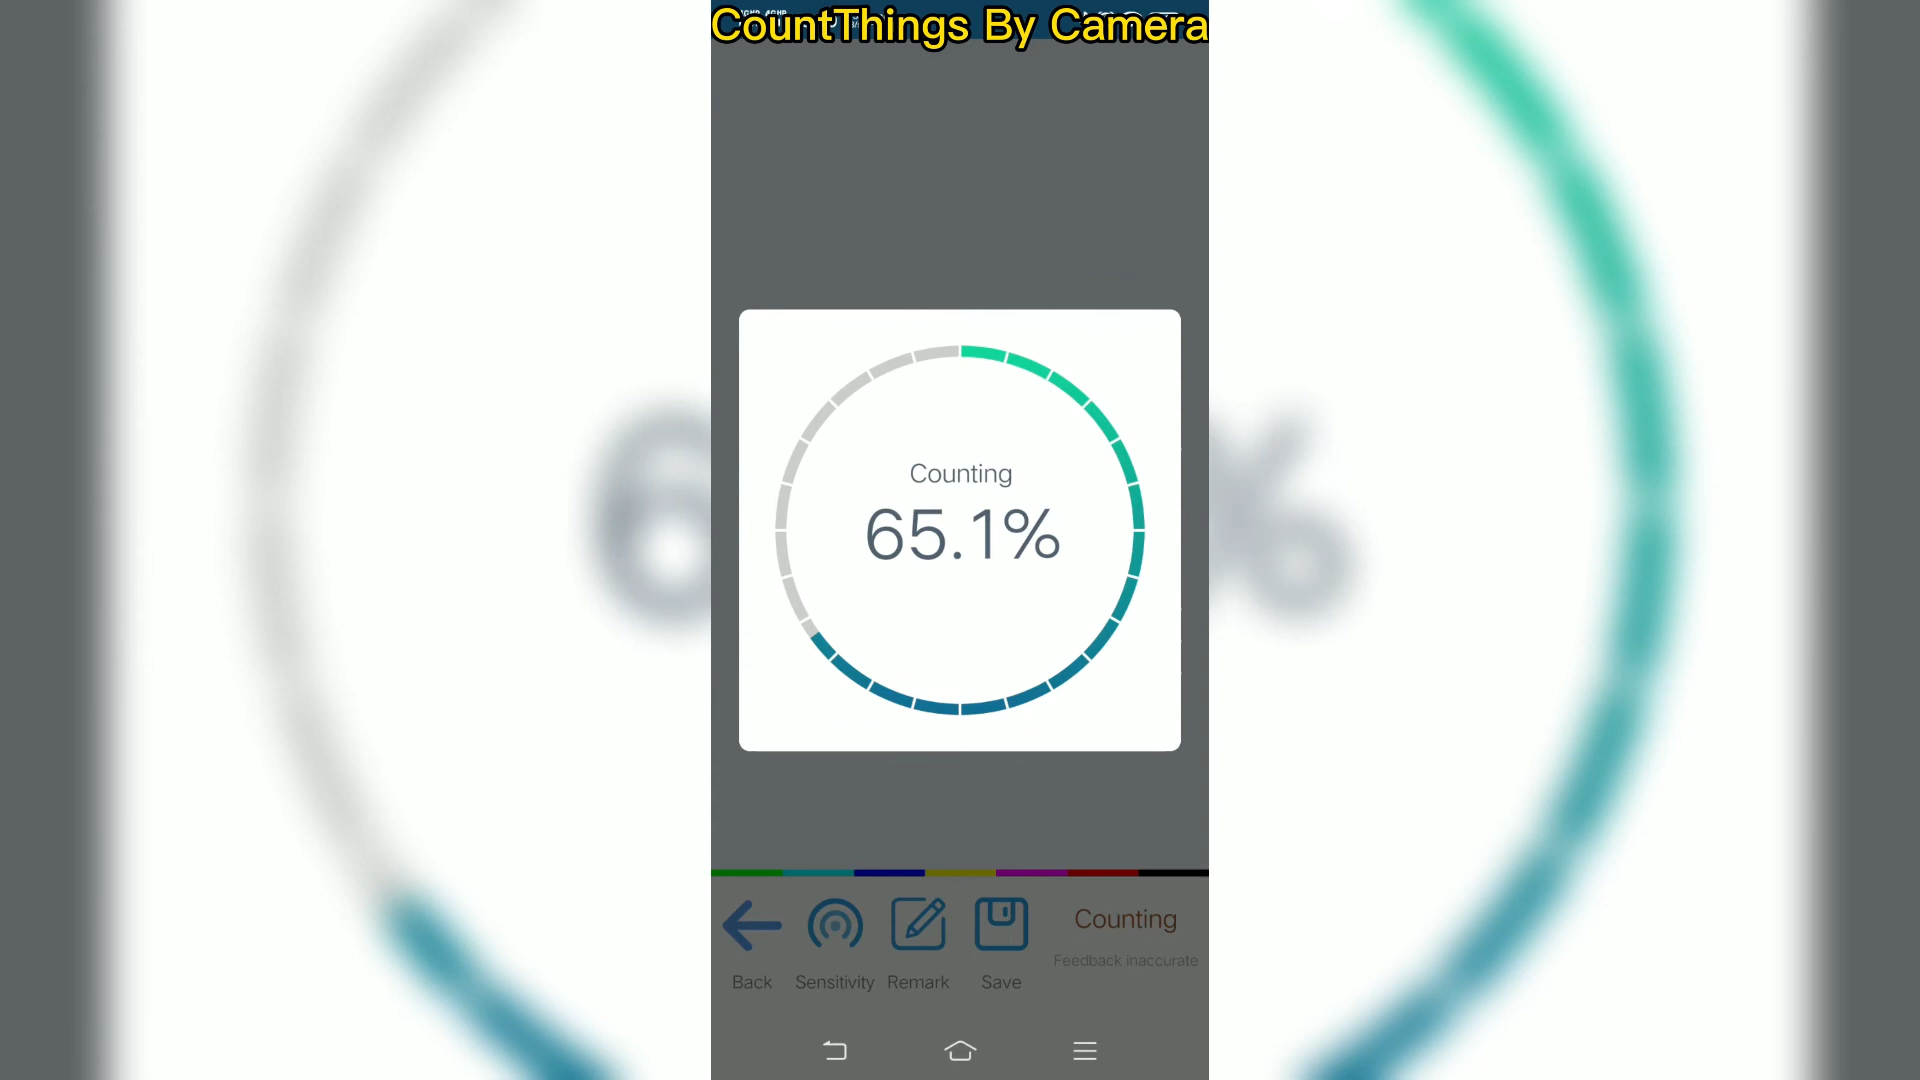 CountThings By Camera
Counting
65.1%
Counting
Feedback inaccurate
Back
Sensitivity
Remark
Save